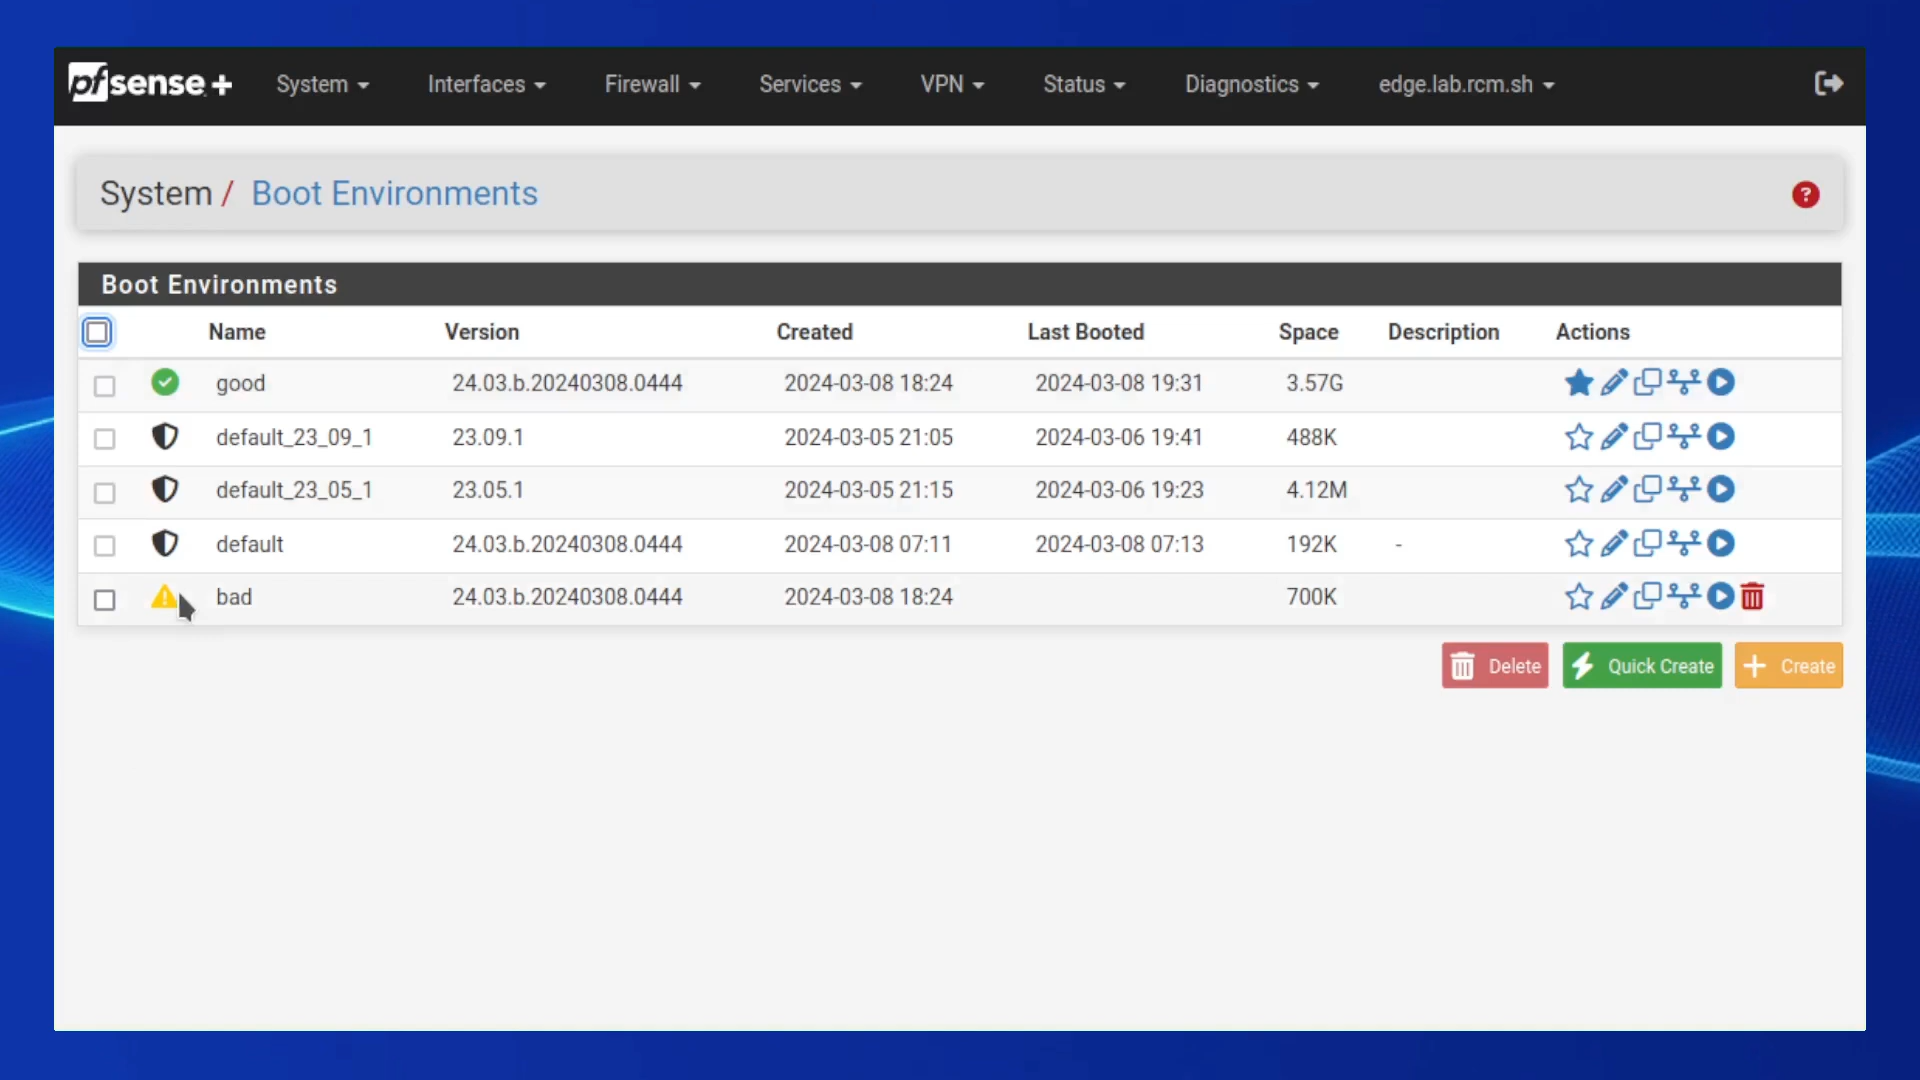 pfsense + System Interfaces Firewall Services VPN Status Diagnostics edge.lab.rcm.sh
System / Boot Environments ?
Boot Environments
Name Version Created Last Booted Space Description Actions
good 24.03.b.20240308.0444 2024-03-08 18:24 2024-03-08 19:31 3.57G
default_23_09_1 23.09.1 2024-03-05 21:05 2024-03-06 19:41 488K
default_23_05_1 23.05.1 2024-03-05 21:15 2024-03-06 19:23 4.12M
default 24.03.b.20240308.0444 2024-03-08 07:11 2024-03-08 07:13 192K -
bad 24.03.b.20240308.0444 2024-03-08 18:24 700K
Delete Quick Create + Create